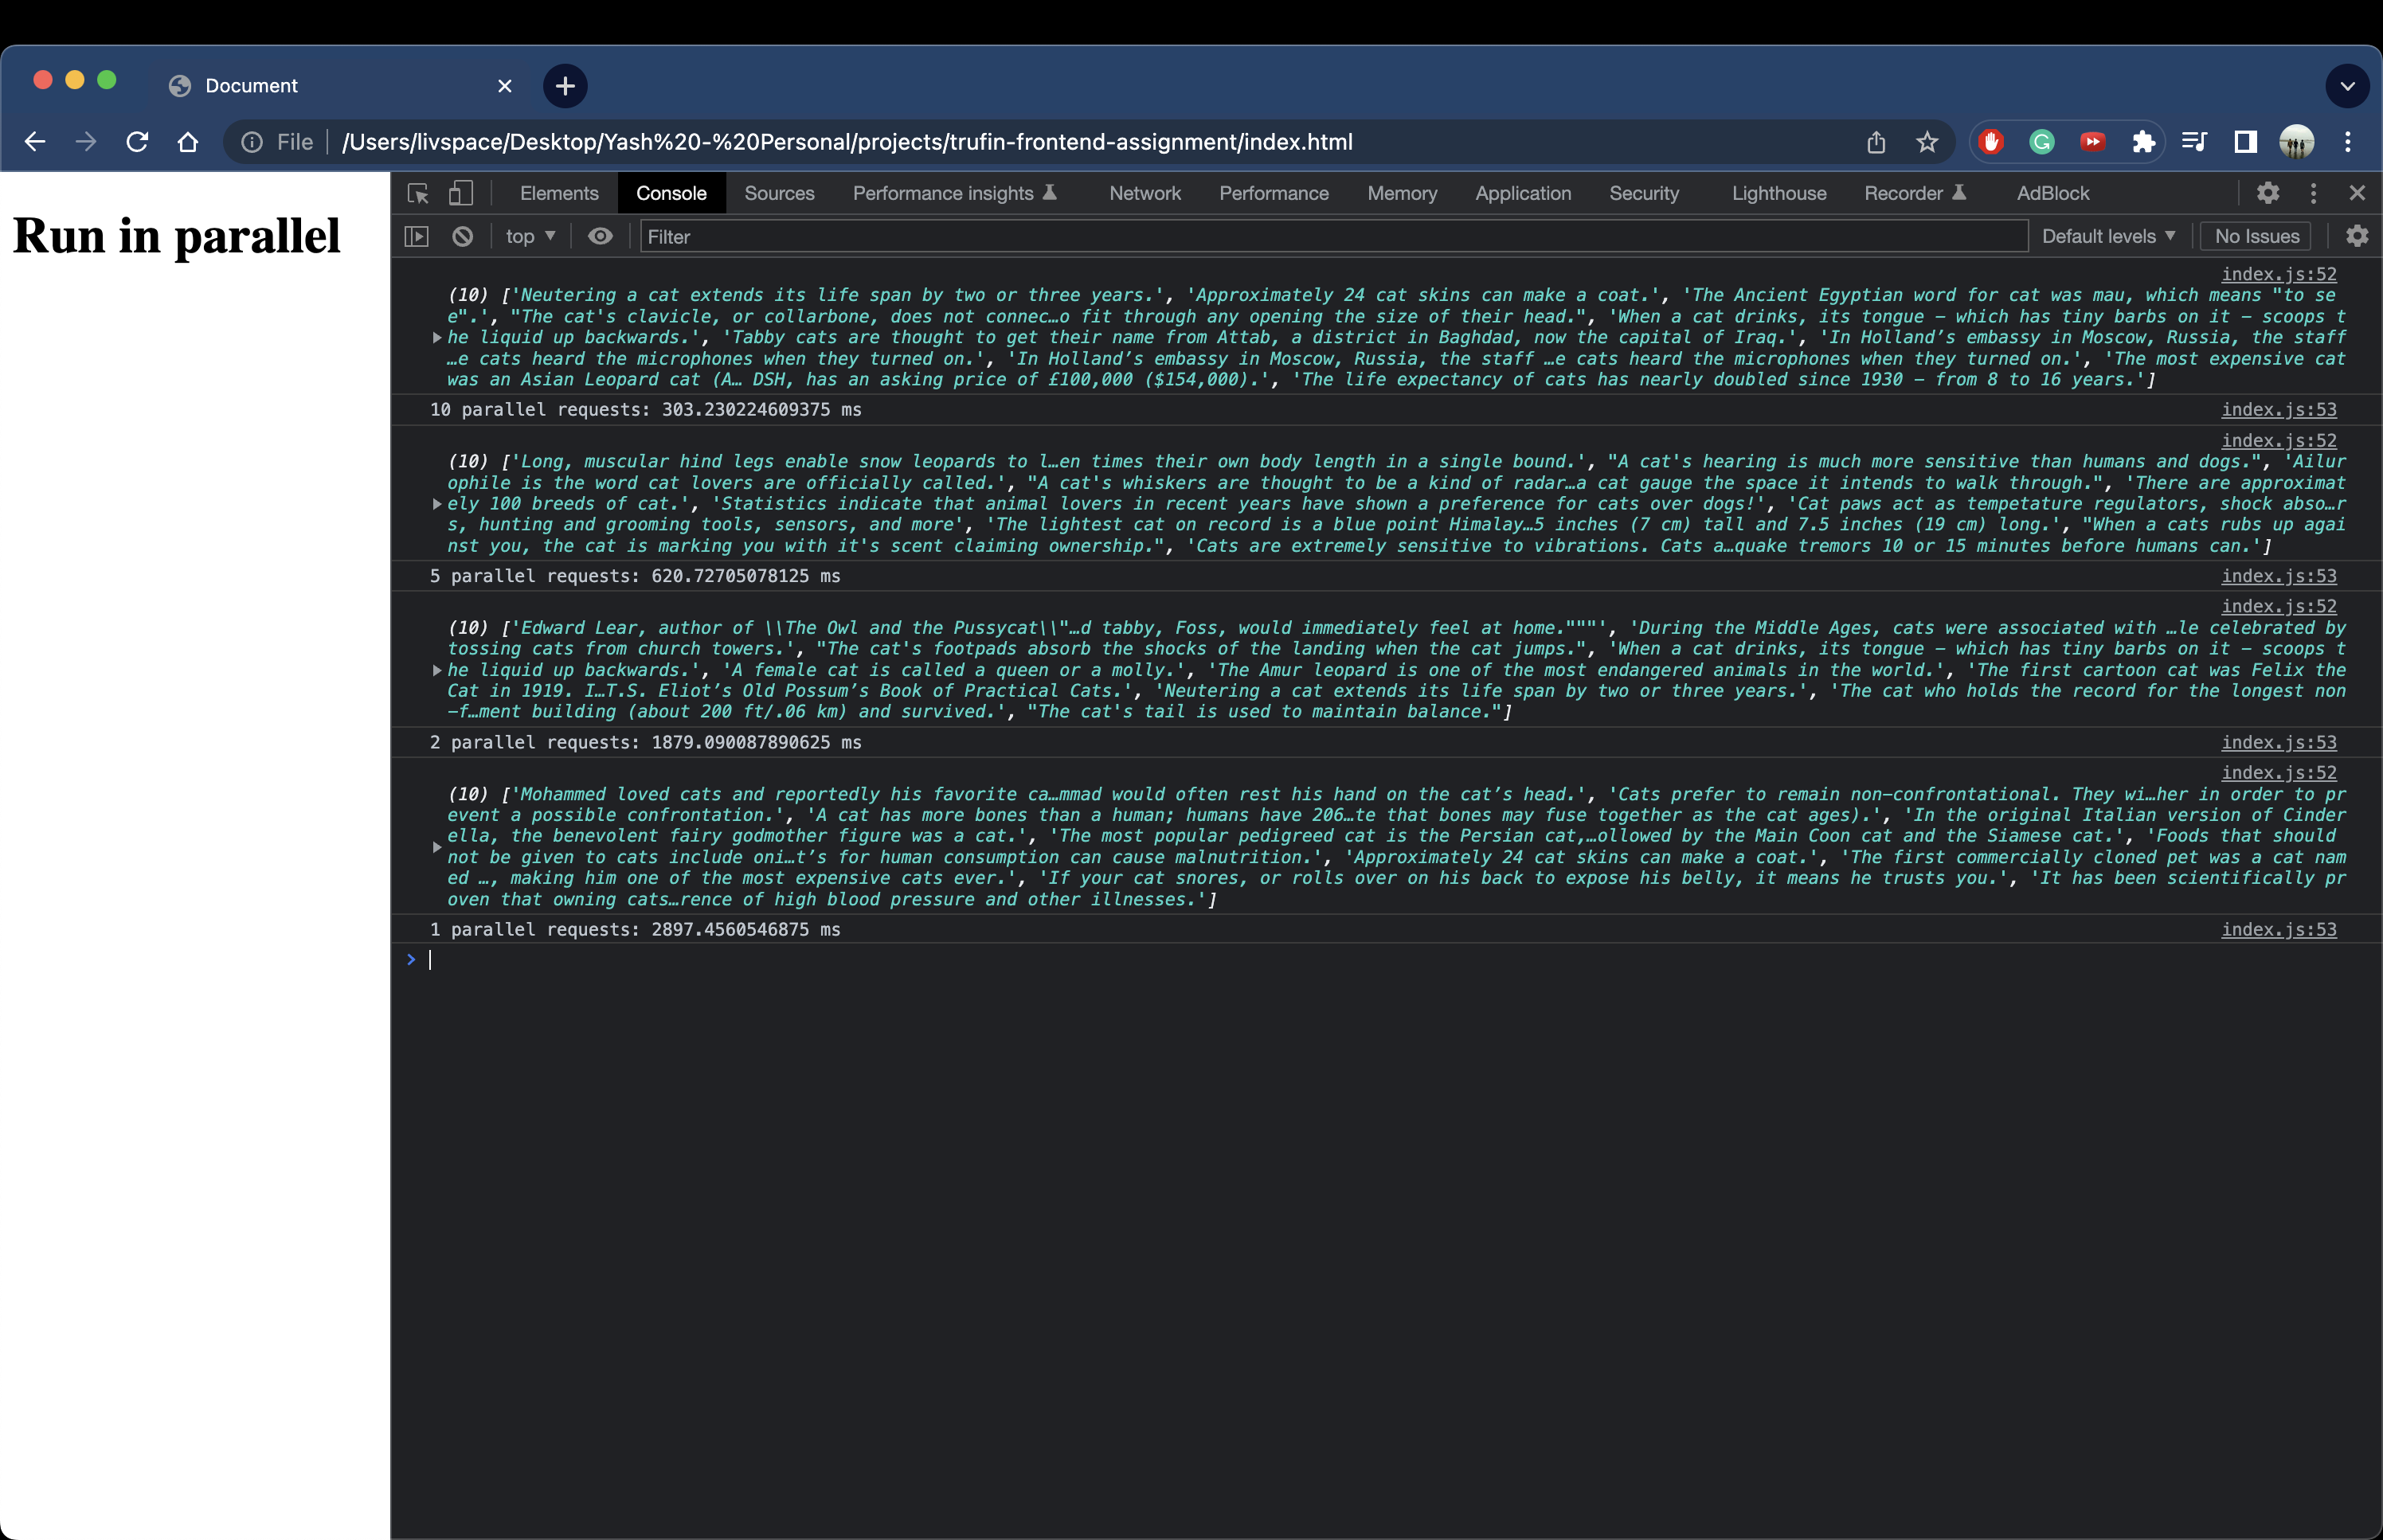 Document
File
/Users/livspace/Desktop/Yash%20-%20Personal/projects/trufin-frontend-assignment/index.html
Run in parallel
Elements Console Sources Performance insights Network Performance Memory Application Security Lighthouse Recorder AdBlock
top Filter Default levels No Issues
index.js:52
(10) ['Neutering a cat extends its life span by two or three years.', 'Approximately 24 cat skins can make a coat.', 'The Ancient Egyptian word for cat was mau, which means "to se
e".', "The cat's clavicle, or collarbone, does not connec…o fit through any opening the size of their head.", 'When a cat drinks, its tongue – which has tiny barbs on it – scoops t
he liquid up backwards.', 'Tabby cats are thought to get their name from Attab, a district in Baghdad, now the capital of Iraq.', 'In Holland’s embassy in Moscow, Russia, the staff
…e cats heard the microphones when they turned on.', 'In Holland’s embassy in Moscow, Russia, the staff …e cats heard the microphones when they turned on.', 'The most expensive cat
was an Asian Leopard cat (A… DSH, has an asking price of £100,000 ($154,000).', 'The life expectancy of cats has nearly doubled since 1930 – from 8 to 16 years.']
10 parallel requests: 303.230224609375 ms index.js:53
index.js:52
(10) ['Long, muscular hind legs enable snow leopards to l…en times their own body length in a single bound.', "A cat's hearing is much more sensitive than humans and dogs.", 'Ailur
ophile is the word cat lovers are officially called.', "A cat's whiskers are thought to be a kind of radar…a cat gauge the space it intends to walk through.", 'There are approximat
ely 100 breeds of cat.', 'Statistics indicate that animal lovers in recent years have shown a preference for cats over dogs!', 'Cat paws act as tempetature regulators, shock abso…r
s, hunting and grooming tools, sensors, and more', 'The lightest cat on record is a blue point Himalay…5 inches (7 cm) tall and 7.5 inches (19 cm) long.', "When a cats rubs up agai
nst you, the cat is marking you with it's scent claiming ownership.", 'Cats are extremely sensitive to vibrations. Cats a…quake tremors 10 or 15 minutes before humans can.']
5 parallel requests: 620.72705078125 ms index.js:53
index.js:52
(10) ['Edward Lear, author of \\The Owl and the Pussycat\\"…d tabby, Foss, would immediately feel at home."""', 'During the Middle Ages, cats were associated with …le celebrated by
tossing cats from church towers.', "The cat's footpads absorb the shocks of the landing when the cat jumps.", 'When a cat drinks, its tongue – which has tiny barbs on it – scoops t
he liquid up backwards.', 'A female cat is called a queen or a molly.', 'The Amur leopard is one of the most endangered animals in the world.', 'The first cartoon cat was Felix the
Cat in 1919. I…T.S. Eliot’s Old Possum’s Book of Practical Cats.', 'Neutering a cat extends its life span by two or three years.', 'The cat who holds the record for the longest non
-f…ment building (about 200 ft/.06 km) and survived.', "The cat's tail is used to maintain balance."]
2 parallel requests: 1879.090087890625 ms index.js:53
index.js:52
(10) ['Mohammed loved cats and reportedly his favorite ca…mmad would often rest his hand on the cat’s head.', 'Cats prefer to remain non-confrontational. They wi…her in order to pr
event a possible confrontation.', 'A cat has more bones than a human; humans have 206…te that bones may fuse together as the cat ages).', 'In the original Italian version of Cinder
ella, the benevolent fairy godmother figure was a cat.', 'The most popular pedigreed cat is the Persian cat,…ollowed by the Main Coon cat and the Siamese cat.', 'Foods that should
not be given to cats include oni…t’s for human consumption can cause malnutrition.', 'Approximately 24 cat skins can make a coat.', 'The first commercially cloned pet was a cat nam
ed …, making him one of the most expensive cats ever.', 'If your cat snores, or rolls over on his back to expose his belly, it means he trusts you.', 'It has been scientifically pr
oven that owning cats…rence of high blood pressure and other illnesses.']
1 parallel requests: 2897.4560546875 ms index.js:53